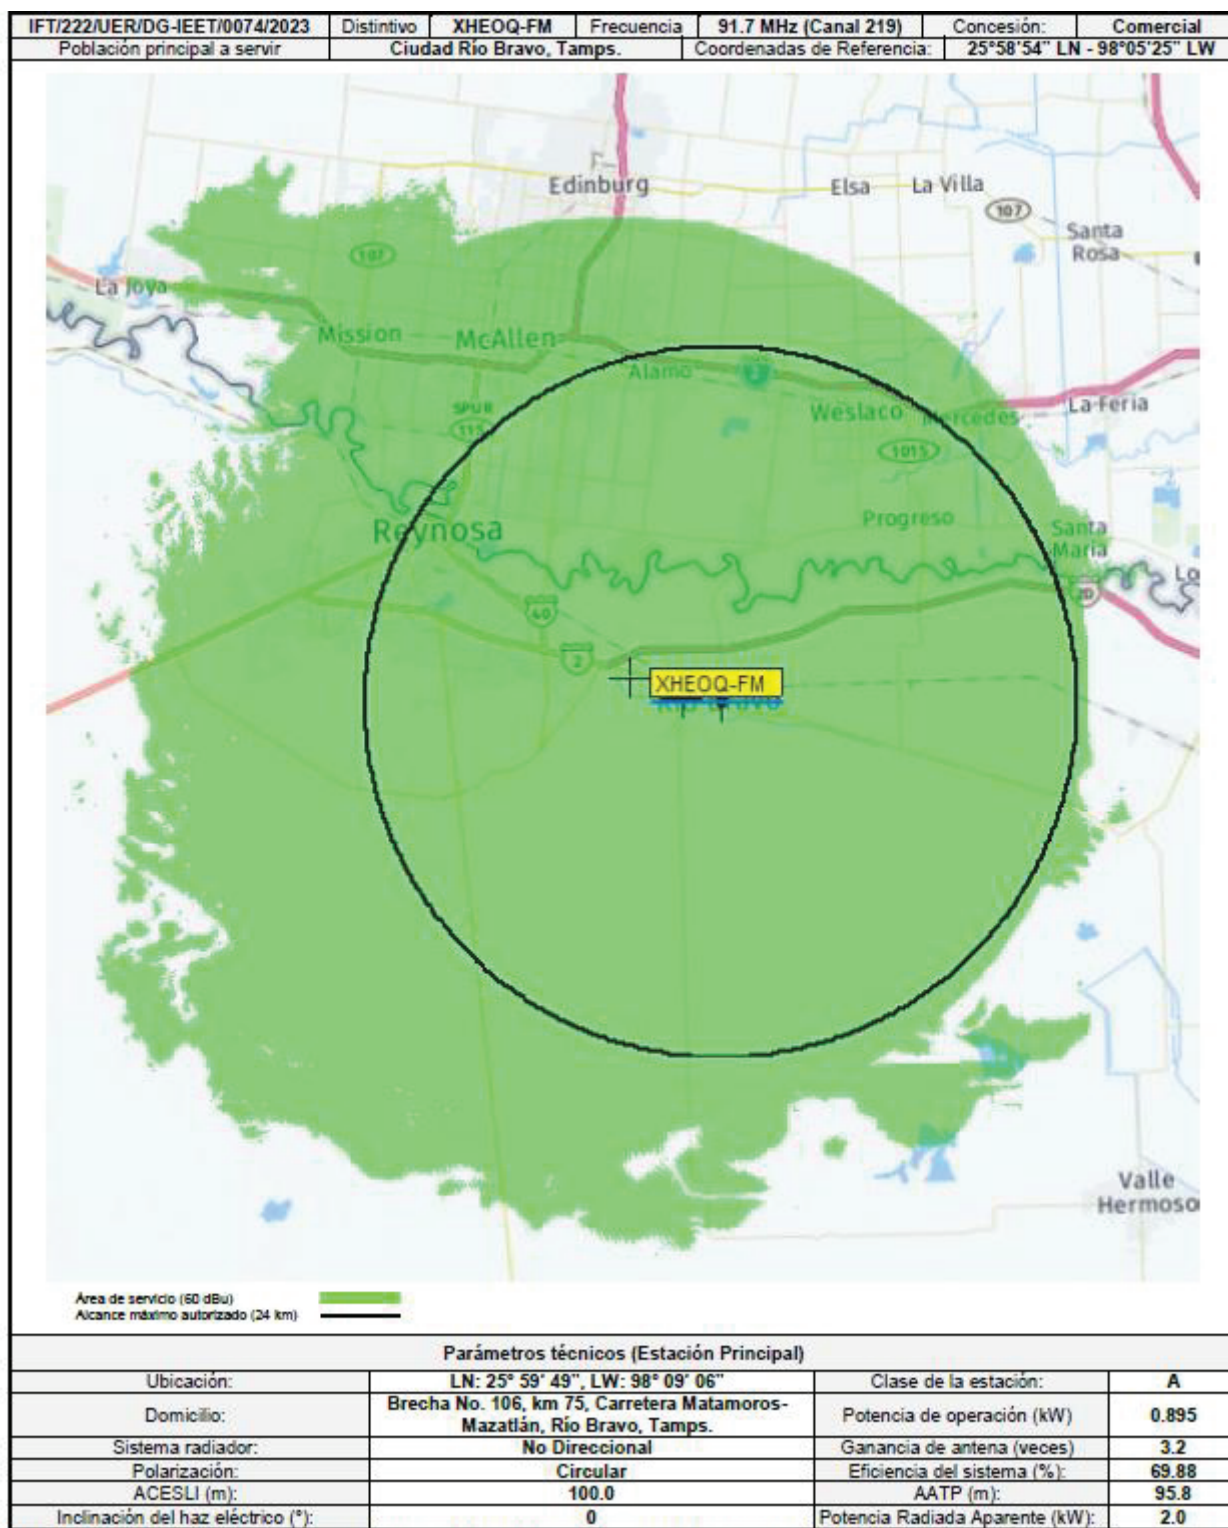 IFT/222/UER/DG-IEET/0074/2023 Distintivo XHEOQ-FM Frecuencia 91.7 MHz (Canal 219) Concesión: Comercial
Población principal a servir Ciudad Río Bravo, Tamps. Coordenadas de Referencia: 25°58'54" LN - 98°05'25" LW
Edinburg
Elsa
La Villa
107
Santa
Rosa
107
La Joya
Mission
McAllen
Alamo
Weslaco
Mercedes
La Feria
SPUR
115
1015
Reynosa
Progreso
Santa
Maria
Lo
40
2
XHEOQ-FM
Río Bravo
Valle
Hermoso
Área de servicio (60 dBu)
Alcance máximo autorizado (24 km)
Parámetros técnicos (Estación Principal)
Ubicación: LN: 25° 59' 49", LW: 98° 09' 06" Clase de la estación: A
Domicilio: Brecha No. 106, km 75, Carretera Matamoros-
Mazatlán, Río Bravo, Tamps. Potencia de operación (kW) 0.895
Sistema radiador: No Direccional Ganancia de antena (veces) 3.2
Polarización: Circular Eficiencia del sistema (%): 69.88
ACESLI (m): 100.0 AATP (m): 95.8
Inclinación del haz eléctrico (°): 0 Potencia Radiada Aparente (kW): 2.0